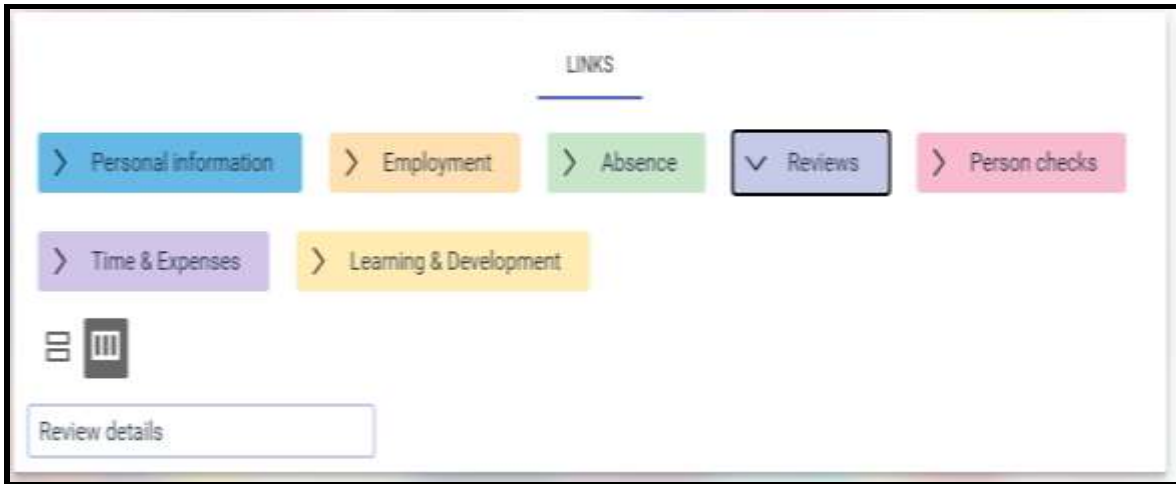 LINKS
Personal information Employment Absence Reviews Person checks
Time & Expenses Learning & Development
Review details